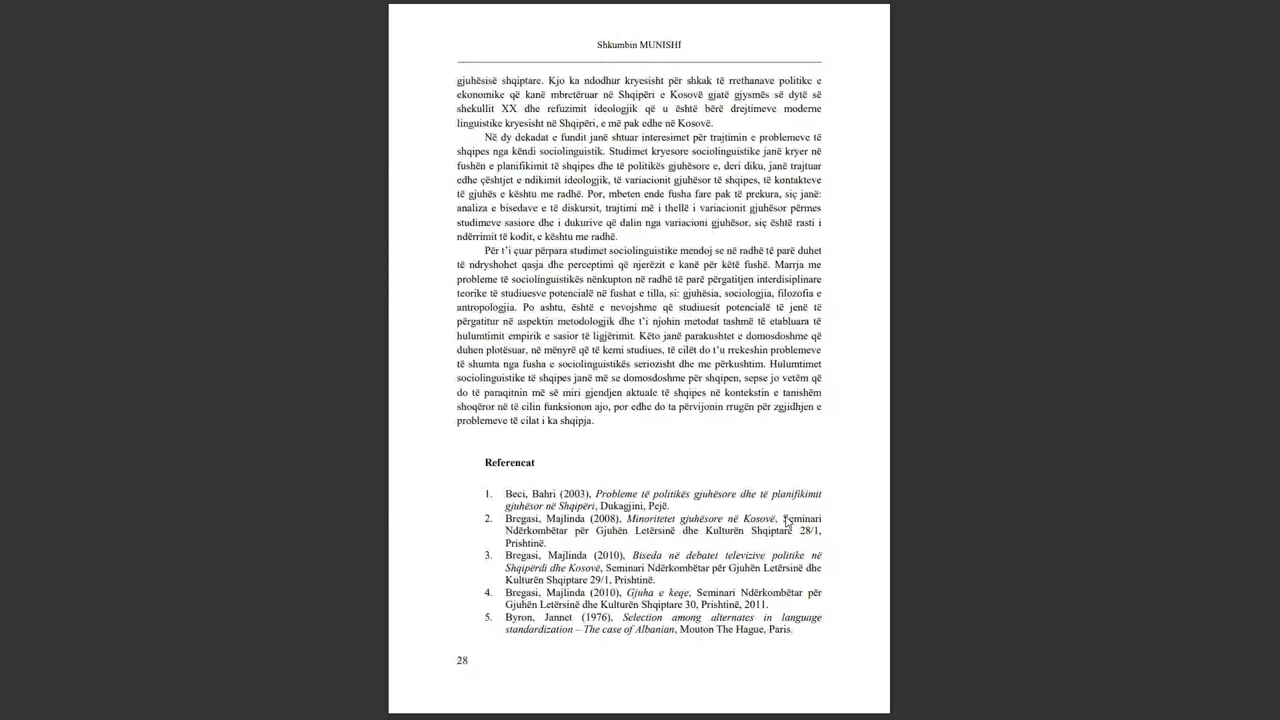 Shkumbin MUNISHI
gjuhësisë shqiptare. Kjo ka ndodhur kryesisht për shkak të rrethanave politike e
ekonomike që kanë mbretëruar në Shqipëri e Kosovë gjatë gjysmës së dytë së
shekullit XX dhe refuzimit ideologjik që u është bërë drejtimeve moderne
linguistike kryesisht në Shqipëri, e më pak edhe në Kosovë.
Në dy dekadat e fundit janë shtuar interesimet për trajtimin e problemeve të
shqipes nga këndi sociolinguistik. Studimet kryesore sociolinguistike janë kryer në
fushën e planifikimit të shqipes dhe të politikës gjuhësore e, deri diku, janë trajtuar
edhe çështjet e ndikimit ideologjik, të variacionit gjuhësor të shqipes, të kontakteve
të gjuhës e kështu me radhë. Por, mbeten ende fusha fare pak të prekura, siç janë:
analiza e bisedave e të diskursit, trajtimi më i thellë i variacionit gjuhësor përmes
studimeve sasiore dhe i dukurive që dalin nga variacioni gjuhësor, siç është rasti i
ndërrimit të kodit, e kështu me radhë.
Për t’i çuar përpara studimet sociolinguistike mendoj se në radhë të parë duhet
të ndryshohet qasja dhe perceptimi që njerëzit e kanë për këtë fushë. Marrja me
probleme të sociolinguistikës nënkupton në radhë të parë përgatitjen interdisiplinare
teorike të studiuesve potencialë në fushat e tilla, si: gjuhësia, sociologjia, filozofia e
antropologjia. Po ashtu, është e nevojshme që studiuesit potencialë të jenë të
përgatitur në aspektin metodologjik dhe t’i njohin metodat tashmë të etabluara të
hulumtimit empirik e sasior të ligjërimit. Këto janë parakushtet e domosdoshme që
duhen plotësuar, në mënyrë që të kemi studiues, të cilët do t’u rrekeshin problemeve
të shumta nga fusha e sociolinguistikës seriozisht dhe me përkushtim. Hulumtimet
sociolinguistike të shqipes janë më se domosdoshme për shqipen, sepse jo vetëm që
do të paraqitnin më së miri gjendjen aktuale të shqipes në kontekstin e tanishëm
shoqëror në të cilin funksionon ajo, por edhe do ta përvijonin rrugën për zgjidhjen e
problemeve të cilat i ka shqipja.
Referencat
1. Beci, Bahri (2003), Probleme të politikës gjuhësore dhe të planifikimit
gjuhësor në Shqipëri, Dukagjini, Pejë.
2. Bregasi, Majlinda (2008), Minoritetet gjuhësore në Kosovë, Seminari
Ndërkombëtar për Gjuhën Letërsinë dhe Kulturën Shqiptare 28/1,
Prishtinë.
3. Bregasi, Majlinda (2010), Biseda në debatet televizive politike në
Shqipërdi dhe Kosovë, Seminari Ndërkombëtar për Gjuhën Letërsinë dhe
Kulturën Shqiptare 29/1, Prishtinë.
4. Bregasi, Majlinda (2010), Gjuha e keqe, Seminari Ndërkombëtar për
Gjuhën Letërsinë dhe Kulturën Shqiptare 30, Prishtinë, 2011.
5. Byron, Jannet (1976), Selection among alternates in language
standardization – The case of Albanian, Mouton The Hague, Paris.
28